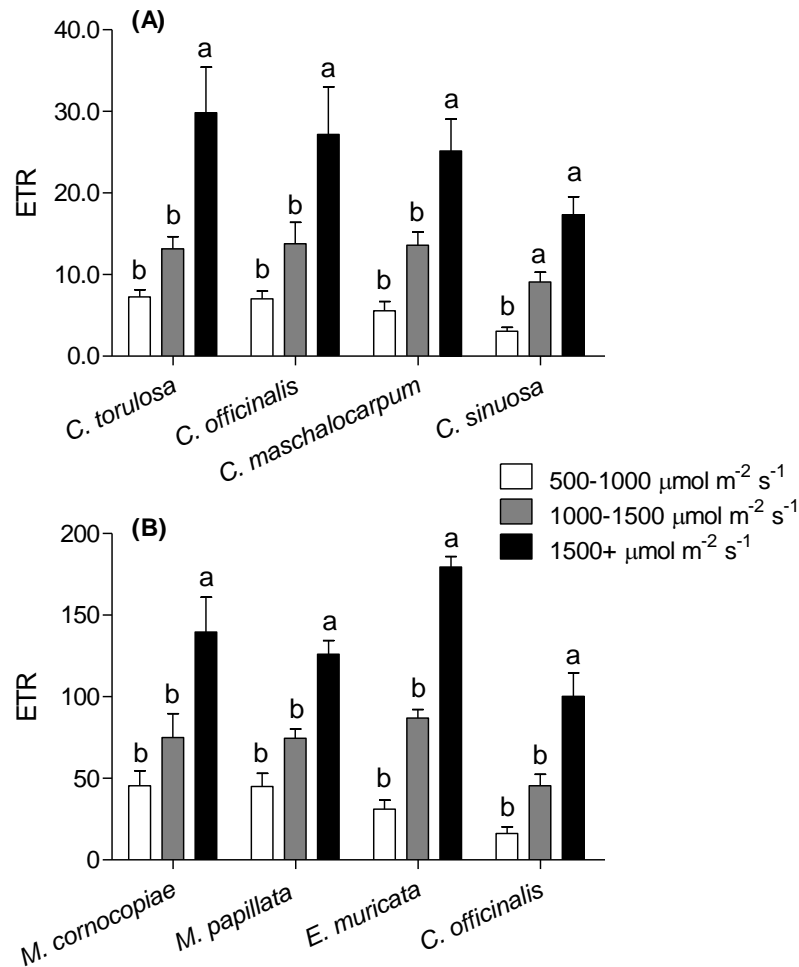 (A)
40.0
30.0
20.0
10.0
0.0
ETR
b b a
b b a
b b a
b a a
C. torulosa
C. officinalis
C. maschalocarpum
C. sinuosa
500-1000 μmol m⁻² s⁻¹
1000-1500 μmol m⁻² s⁻¹
1500+ μmol m⁻² s⁻¹
(B)
200
150
100
50
0
ETR
b b a
b b a
b b a
b b a
M. cornocopiae
M. papillata
E. muricata
C. officinalis